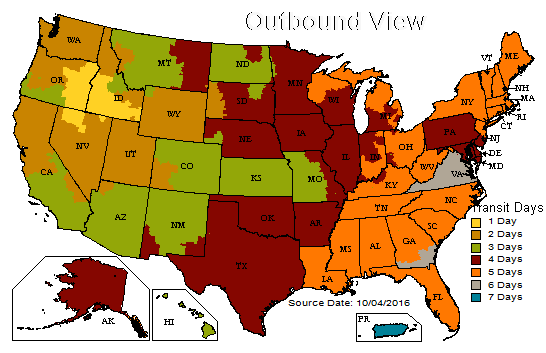 Outbound View
WA
MT
ND
MN
VT
ME
OR
ID
SD
WI
MI
NY
NH
MA
RI
CT
WY
NE
IA
PA
NJ
DE
MD
NV
UT
CO
IL
IN
OH
WV
VA
CA
KS
MO
KY
NC
AZ
NM
OK
AR
TN
SC
TX
LA
MS
AL
GA
FL
AK
HI
PR
Transit Days
1 Day
2 Days
3 Days
4 Days
5 Days
6 Days
7 Days
Source Date: 10/04/2016